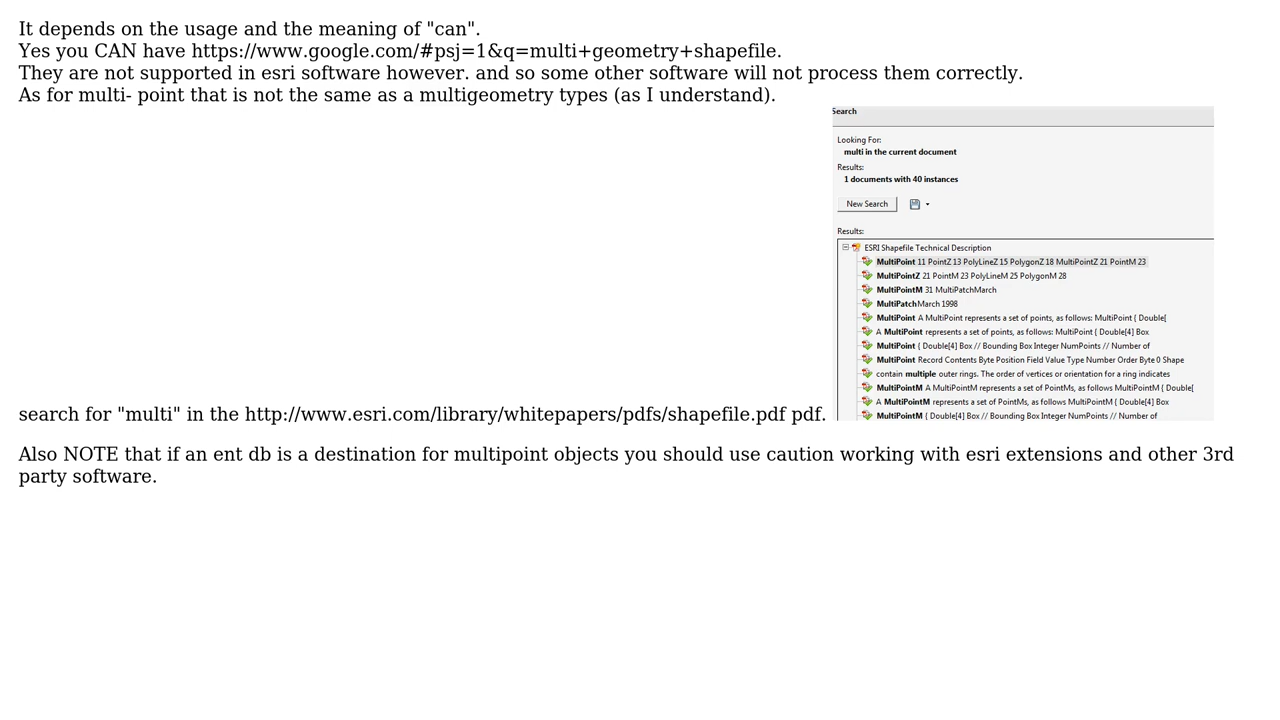 It depends on the usage and the meaning of "can".
Yes you CAN have https://www.google.com/#psj=1&q=multi+geometry+shapefile.
They are not supported in esri software however. and so some other software will not process them correctly.
As for multi- point that is not the same as a multigeometry types (as I understand).
Search
Looking For:
multi in the current document
Results:
1 documents with 40 instances
New Search
Results:
ESRI Shapefile Technical Description
MultiPoint 11 PointZ 13 PolyLineZ 15 PolygonZ 18 MultiPointZ 21 PointM 23
MultiPointZ 21 PointM 23 PolyLineM 25 PolygonM 28
MultiPointM 31 MultiPatchMarch
MultiPatchMarch 1998
MultiPoint A MultiPoint represents a set of points, as follows: MultiPoint { Double[
A MultiPoint represents a set of points, as follows: MultiPoint { Double[4] Box
MultiPoint { Double[4] Box // Bounding Box Integer NumPoints // Number of
MultiPoint Record Contents Byte Position Field Value Type Number Order Byte 0 Shape
contain multiple outer rings. The order of vertices or orientation for a ring indicates
MultiPointM A MultiPointM represents a set of PointMs, as follows MultiPointM { Double[
A MultiPointM represents a set of PointMs, as follows MultiPointM { Double[4] Box
MultiPointM { Double[4] Box // Bounding Box Integer NumPoints // Number of
search for "multi" in the http://www.esri.com/library/whitepapers/pdfs/shapefile.pdf pdf.
Also NOTE that if an ent db is a destination for multipoint objects you should use caution working with esri extensions and other 3rd
party software.